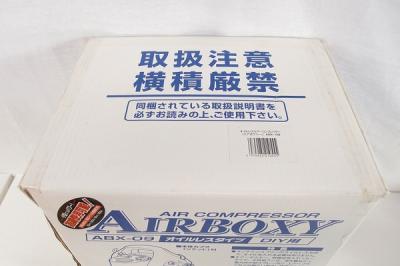 取扱注意
横積厳禁
同梱されている取扱説明書を
必ずお読みの上、ご使用下さい。
AIR COMPRESSOR
AIRBOXY
ABX-09 オイルレスタイプ DIY用